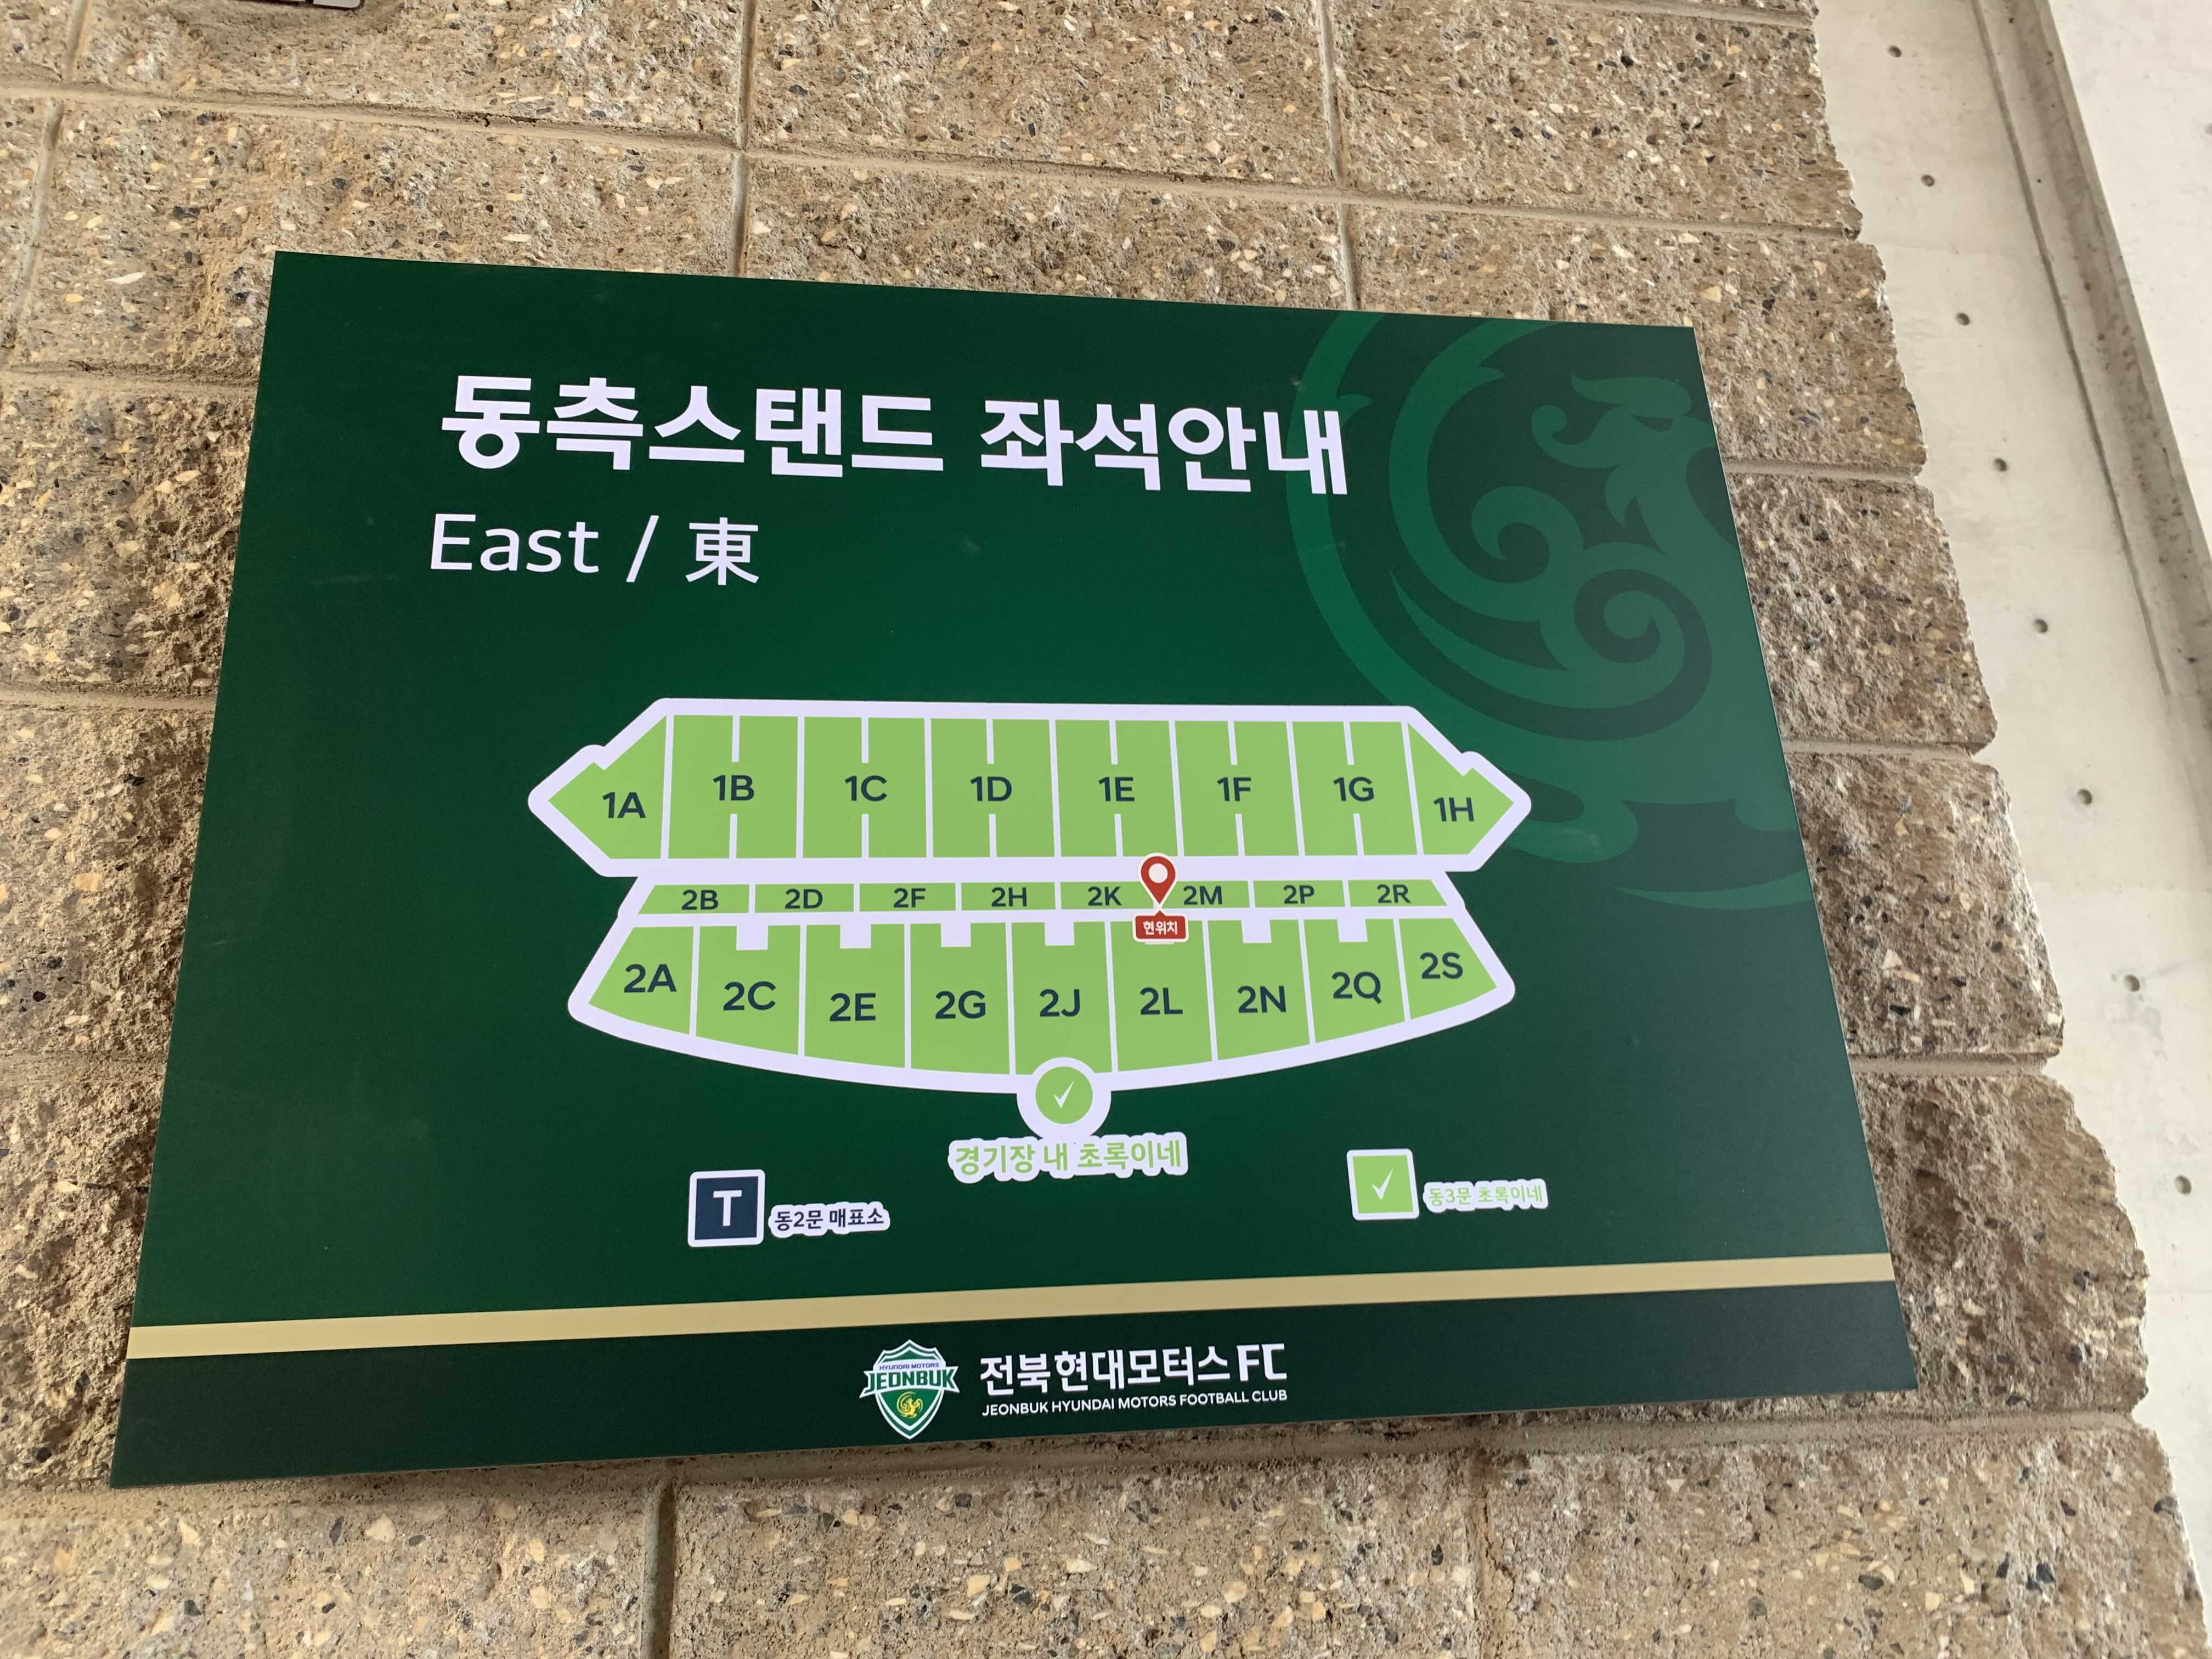 동측스탠드 좌석안내
East / 東
1A 1B 1C 1D 1E 1F 1G 1H
2B 2D 2F 2H 2K 2M 2P 2R
현위치
2A 2C 2E 2G 2J 2L 2N 2Q 2S
경기장 내 초록이네
T 동2문 매표소
동3문 초록이네
HYUNDAI MOTORS
JEONBUK
전북현대모터스FC
JEONBUK HYUNDAI MOTORS FOOTBALL CLUB